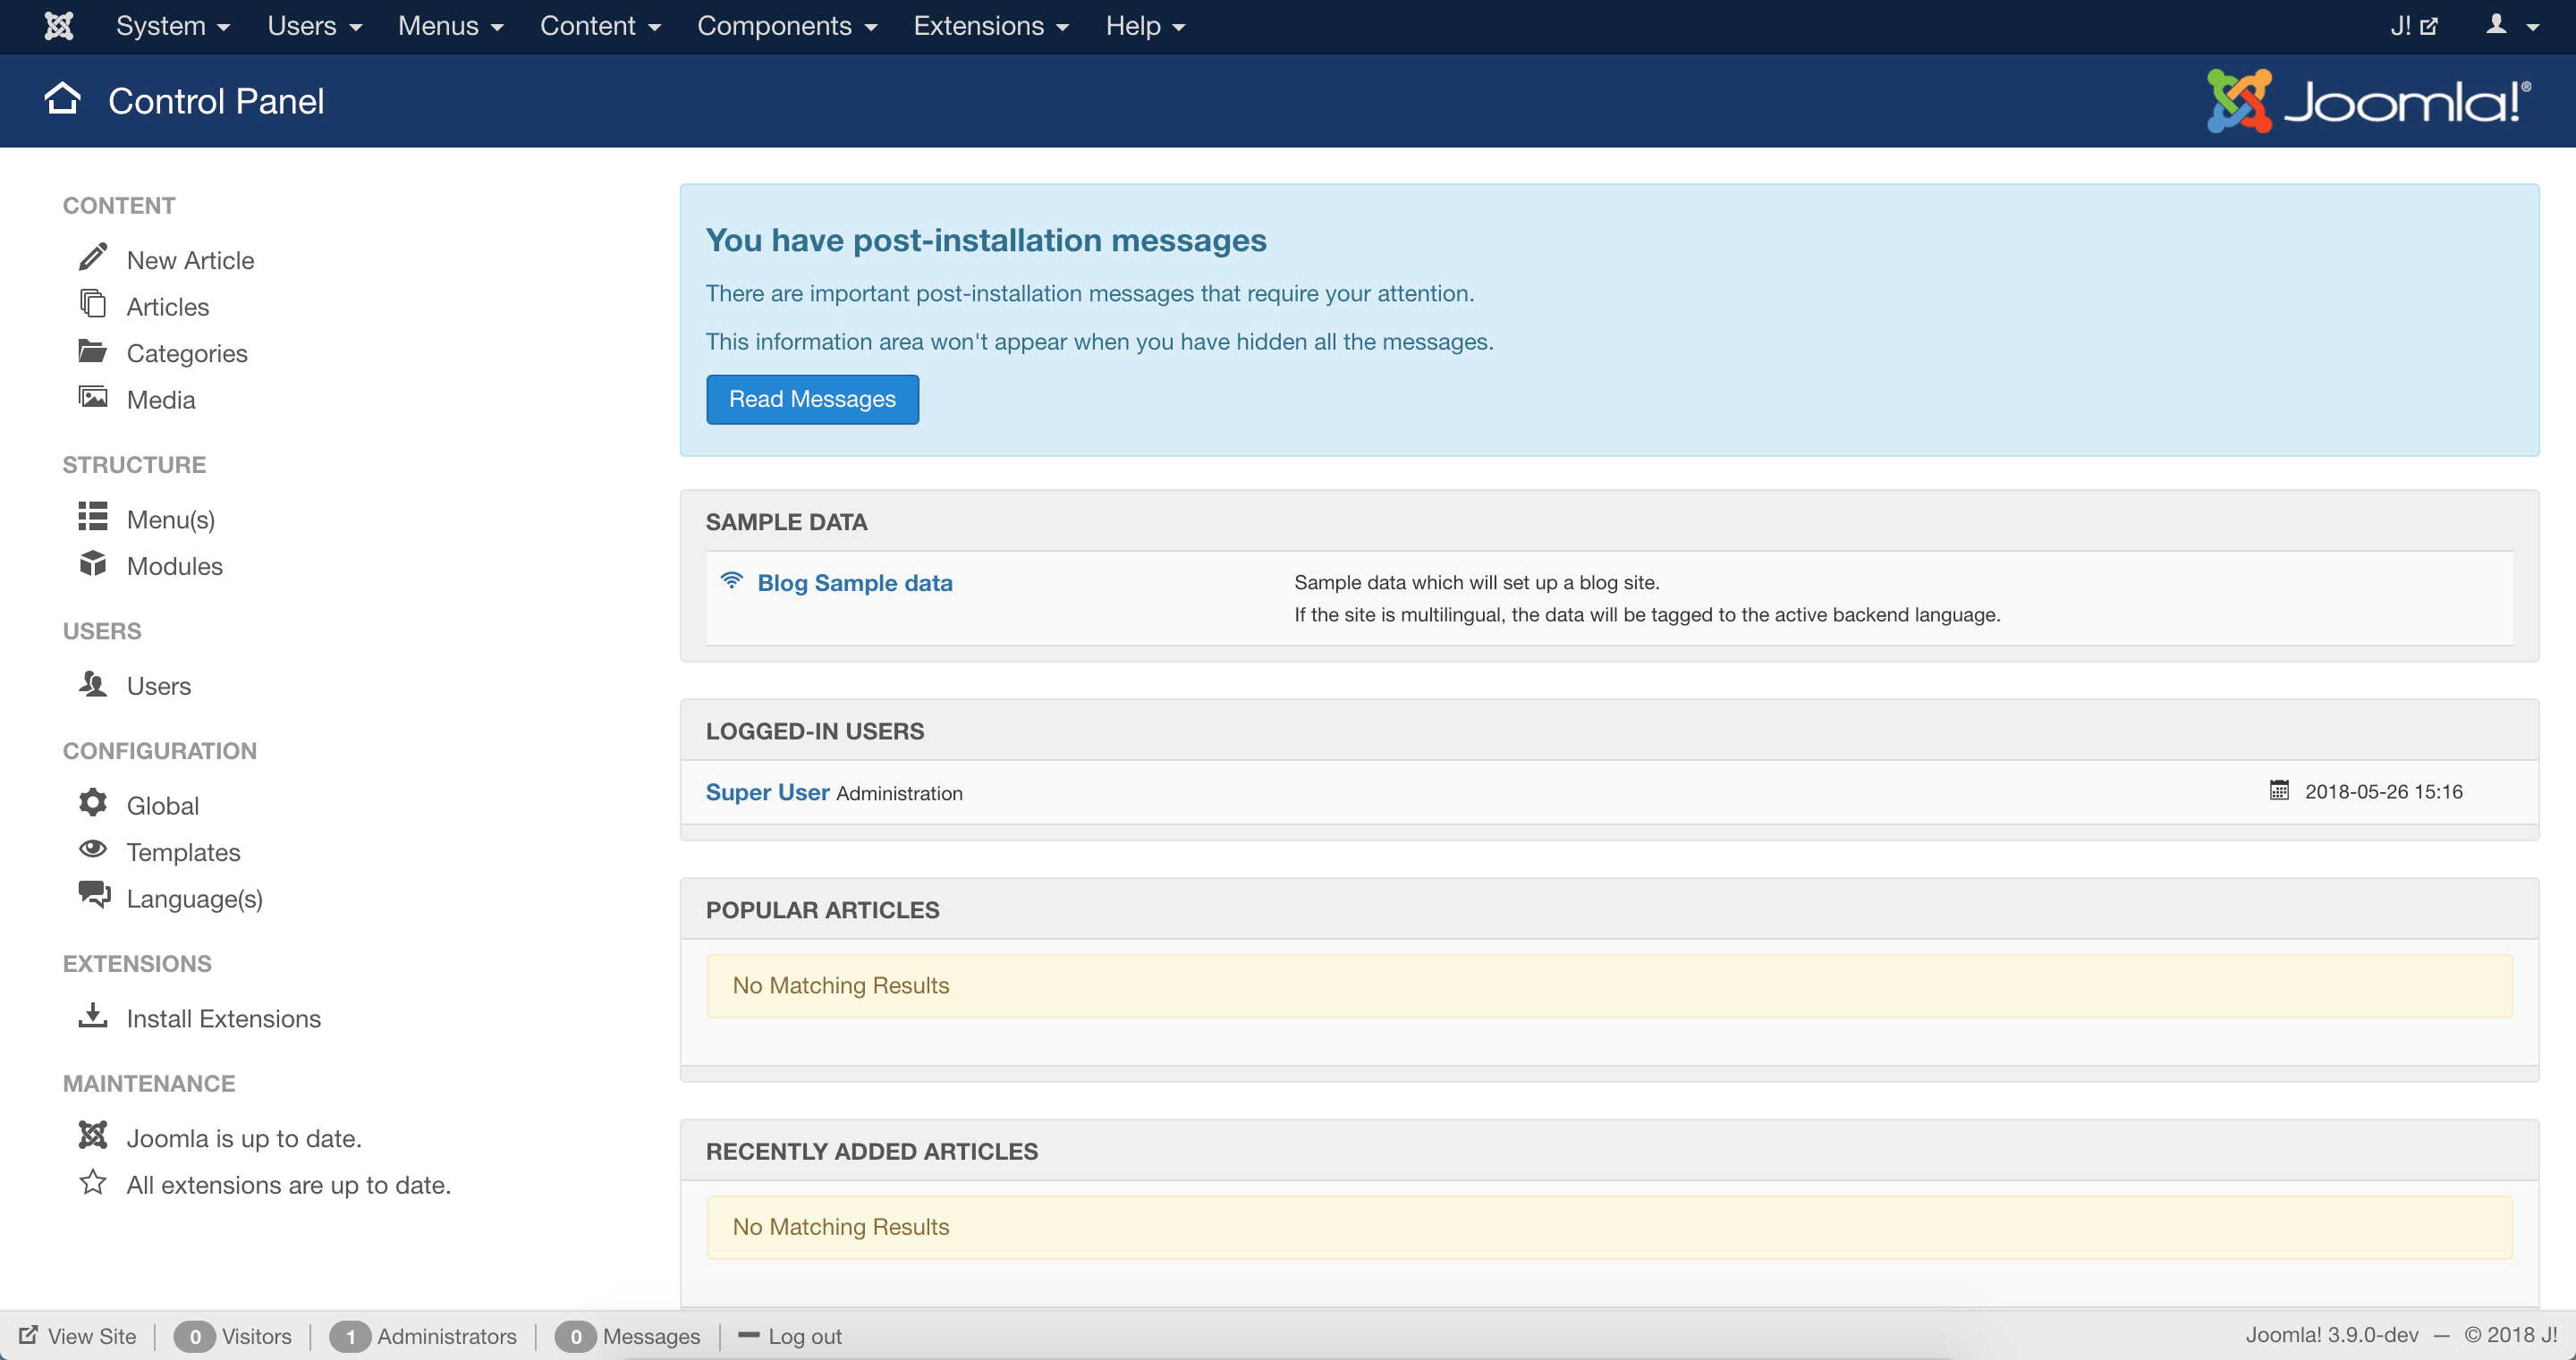 System Users Menus Content Components Extensions Help J!
Control Panel
Joomla!®
CONTENT
New Article
Articles
Categories
Media
STRUCTURE
Menu(s)
Modules
USERS
Users
CONFIGURATION
Global
Templates
Language(s)
EXTENSIONS
Install Extensions
MAINTENANCE
Joomla is up to date.
All extensions are up to date.
You have post-installation messages
There are important post-installation messages that require your attention.
This information area won't appear when you have hidden all the messages.
Read Messages
SAMPLE DATA
Blog Sample data
Sample data which will set up a blog site.
If the site is multilingual, the data will be tagged to the active backend language.
LOGGED-IN USERS
Super User Administration 2018-05-26 15:16
POPULAR ARTICLES
No Matching Results
RECENTLY ADDED ARTICLES
No Matching Results
View Site 0 Visitors 1 Administrators 0 Messages Log out Joomla! 3.9.0-dev — © 2018 J!